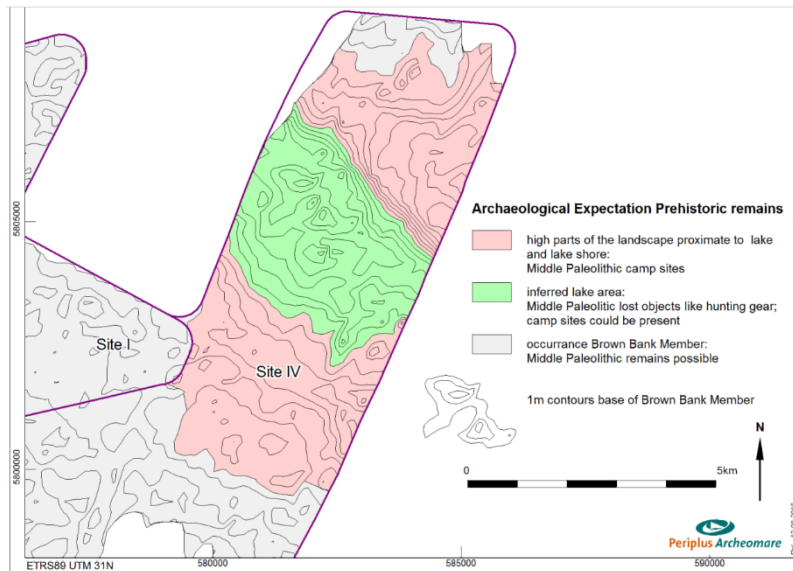 Archaeological Expectation Prehistoric remains
high parts of the landscape proximate to lake
and lake shore:
Middle Paleolithic camp sites
inferred lake area:
Middle Paleolitic lost objects like hunting gear;
camp sites could be present
occurrance Brown Bank Member:
Middle Paleolithic remains possible
1m contours base of Brown Bank Member
Site I
Site IV
N
0
5km
Periplus Archeomare
5805000
5800000
ETRS89 UTM 31N
580000
585000
590000